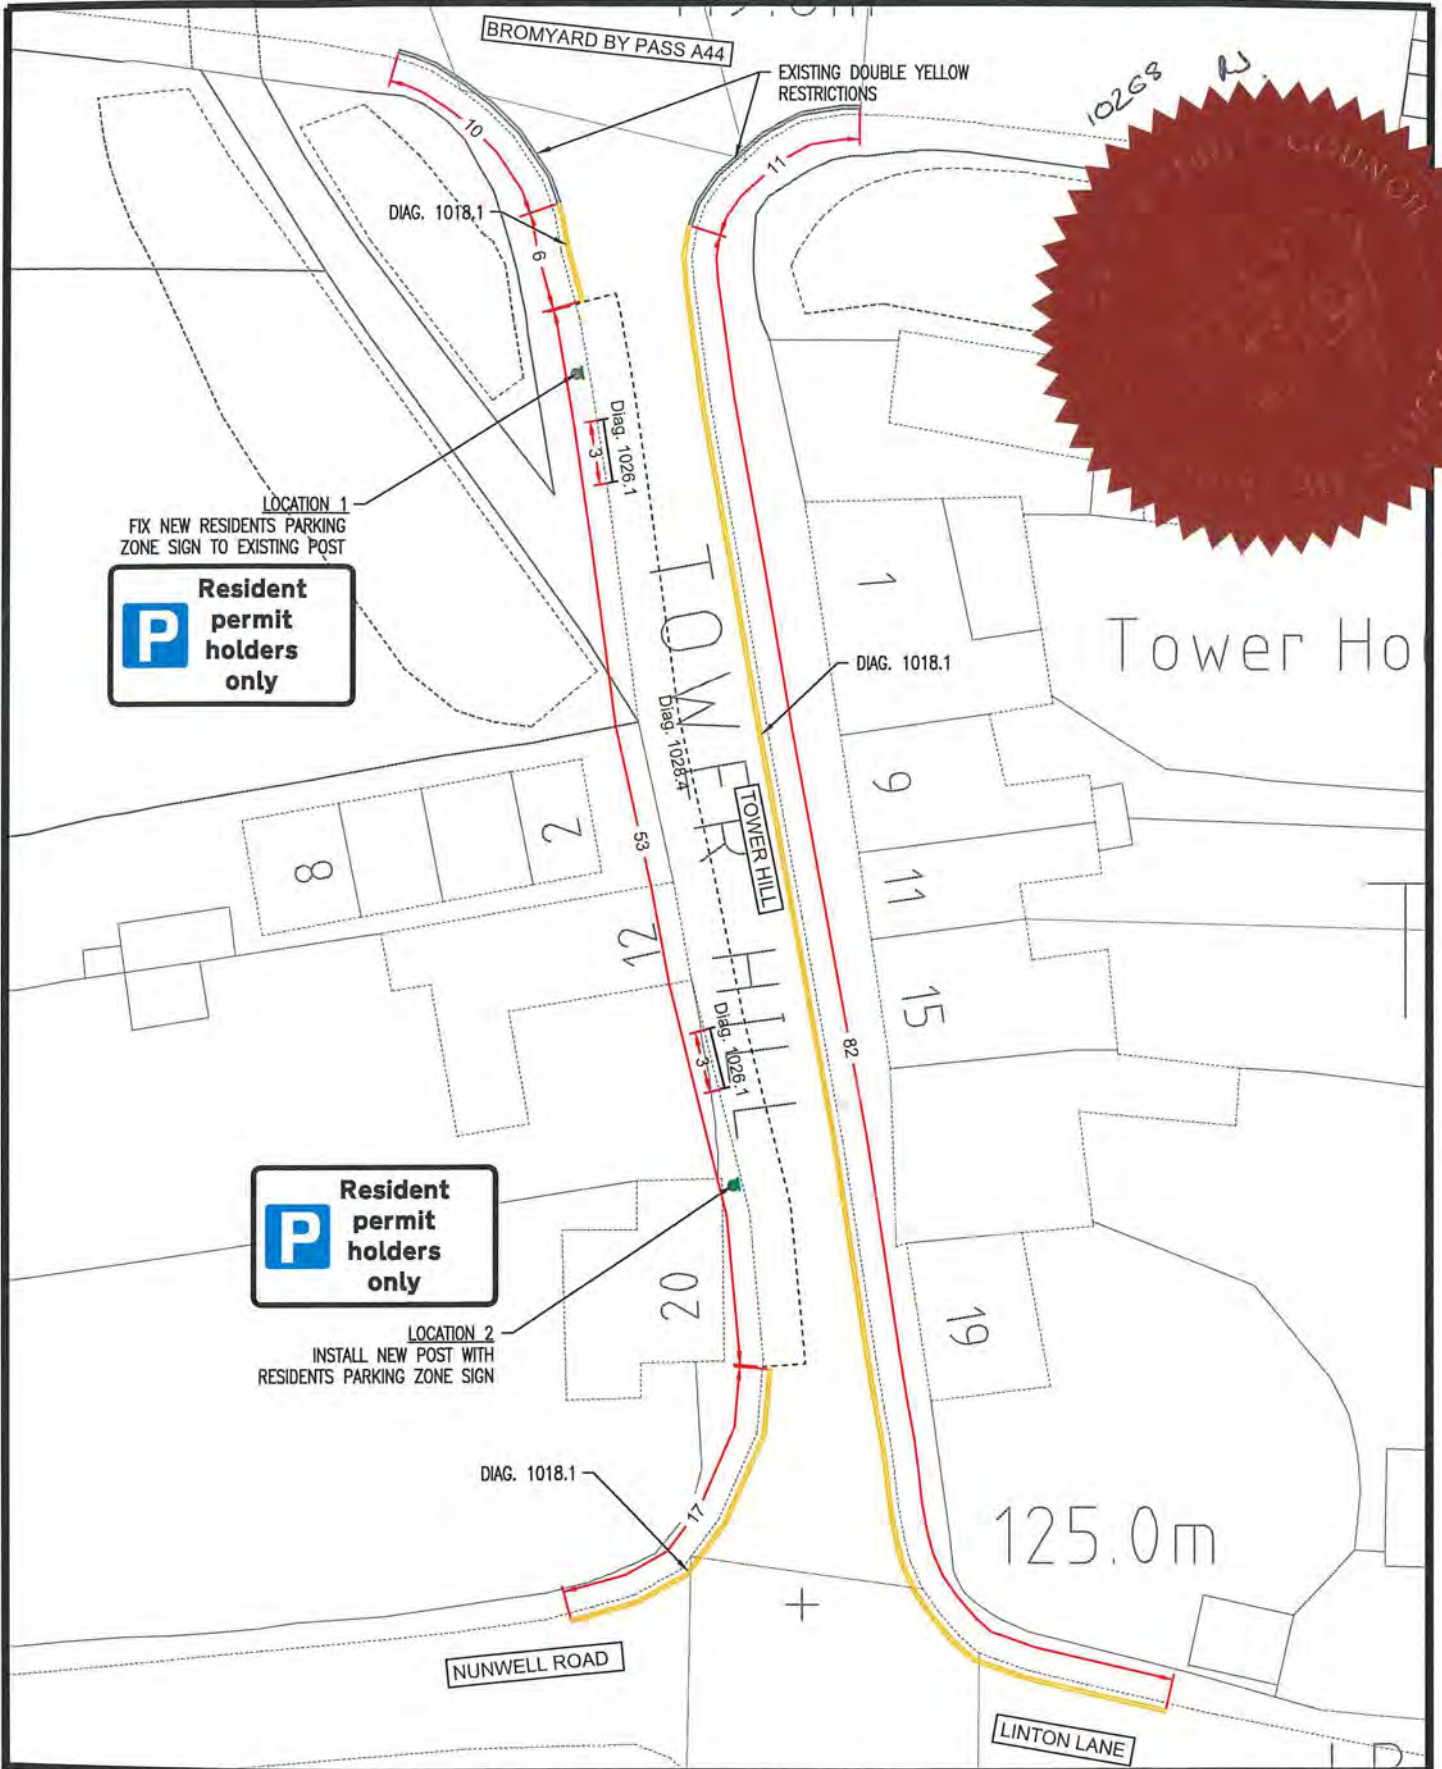 BROMYARD BY PASS A44
EXISTING DOUBLE YELLOW
RESTRICTIONS
10268
COUNCIL
10
11
DIAG. 1018.1
6
Diag. 1026.1
3
LOCATION 1
FIX NEW RESIDENTS PARKING
ZONE SIGN TO EXISTING POST
P
Resident
permit
holders
only
TOWER HILL
1
Tower Ho
DIAG. 1018.1
Diag. 1028.4
TOWER HILL
9
53
2
8
11
12
15
Diag. 1026.1
3
82
P
Resident
permit
holders
only
20
19
LOCATION 2
INSTALL NEW POST WITH
RESIDENTS PARKING ZONE SIGN
DIAG. 1018.1
17
125.0m
NUNWELL ROAD
LINTON LANE